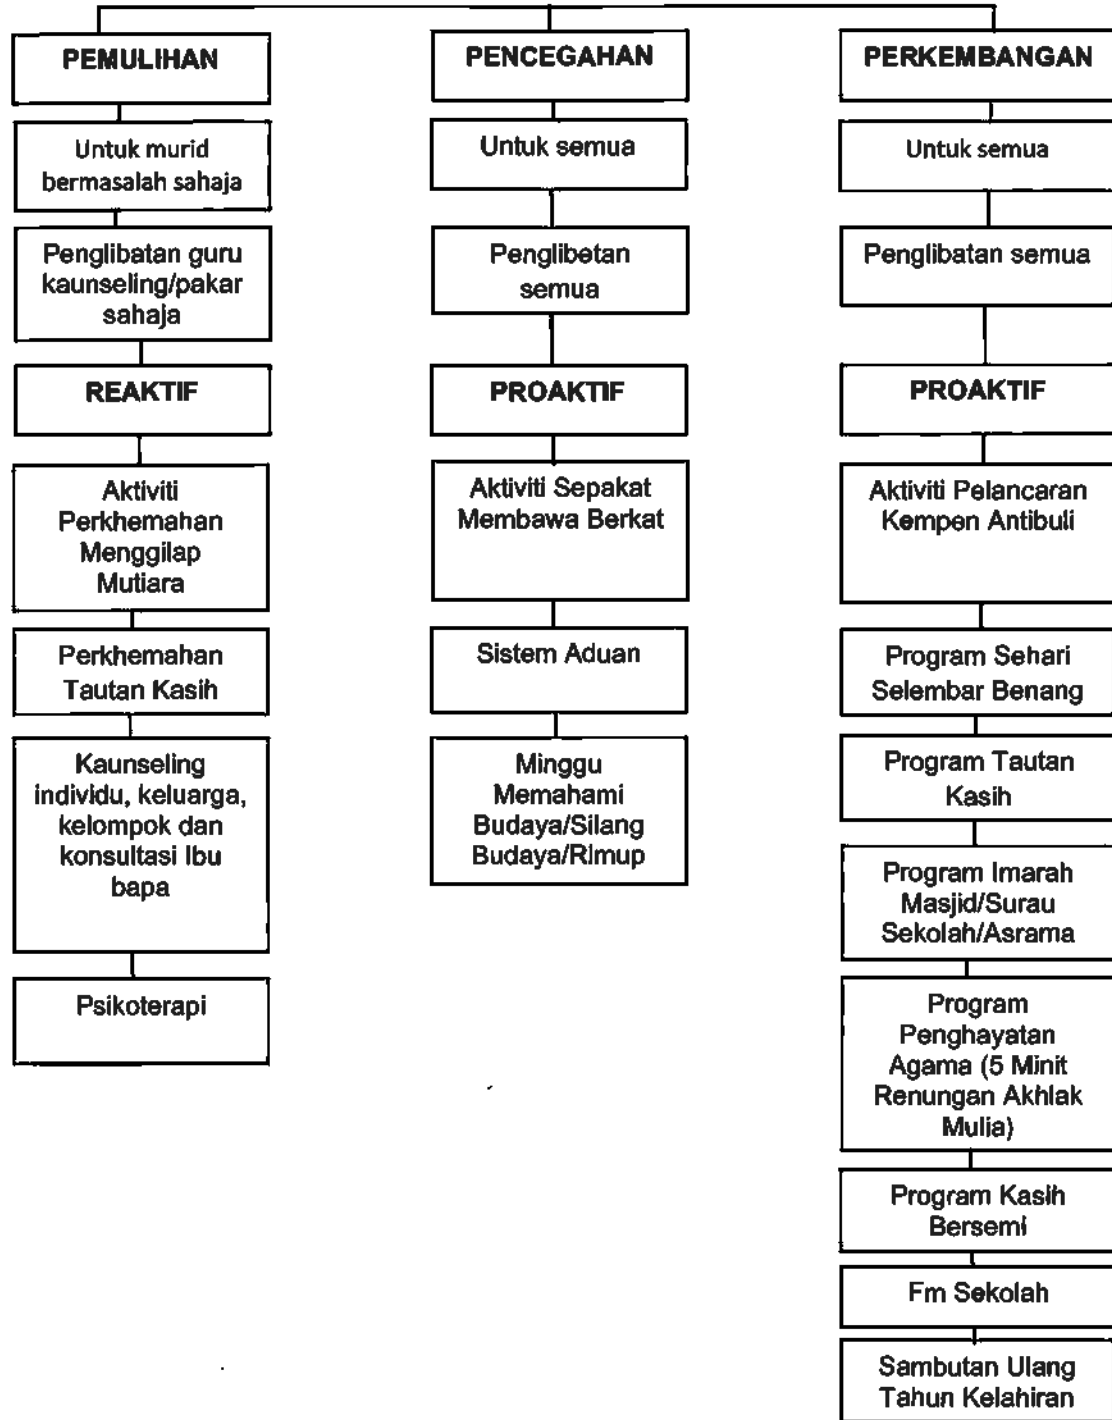 PEMULIHAN
Untuk murid
bermasalah sahaja
Penglibatan guru
kaunseling/pakar
sahaja
REAKTIF
Aktiviti
Perkhemahan
Menggilap
Mutiara
Perkhemahan
Tautan Kasih
Kaunseling
individu, keluarga,
kelompok dan
konsultasi Ibu
bapa
Psikoterapi
PENCEGAHAN
Untuk semua
Penglibetan
semua
PROAKTIF
Aktiviti Sepakat
Membawa Berkat
Sistem Aduan
Minggu
Memahami
Budaya/Silang
Budaya/Rimup
PERKEMBANGAN
Untuk semua
Penglibatan semua
PROAKTIF
Aktiviti Pelancaran
Kempen Antibuli
Program Sehari
Selembar Benang
Program Tautan
Kasih
Program Imarah
Masjid/Surau
Sekolah/Asrama
Program
Penghayatan
Agama (5 Minit
Renungan Akhlak
Mulia)
Program Kasih
Bersemi
Fm Sekolah
Sambutan Ulang
Tahun Kelahiran